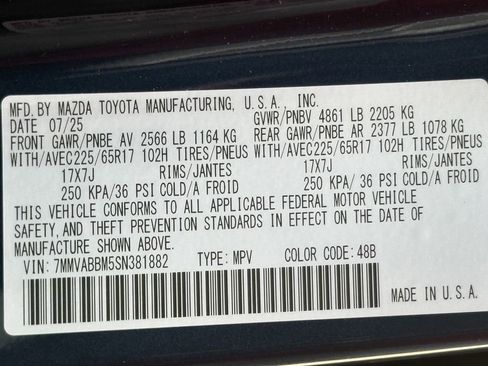 MFD. BY MAZDA TOYOTA MANUFACTURING, U.S.A., INC.
DATE 07/25 GVWR/PNBV 4861 LB 2205 KG
FRONT GAWR/PNBE AV 2566 LB 1164 KG REAR GAWR/PNBE AR 2377 LB 1078 KG
WITH/AVEC225/65R17 102H TIRES/PNEUS WITH/AVEC225/65R17 102H TIRES/PNEUS
17X7J RIMS/JANTES 17X7J RIMS/JANTES
250 KPA/36 PSI COLD/A FROID 250 KPA/36 PSI COLD/A FROID
THIS VEHICLE CONFORMS TO ALL APPLICABLE FEDERAL MOTOR VEHICLE
SAFETY,AND THEFT PREVENTION STANDARDS IN EFFECT ON THE DATE OF
MANUFACTURE SHOWN ABOVE.
VIN: 7MMVABBM5SN381882 TYPE: MPV COLOR CODE: 48B
MADE IN U.S.A.